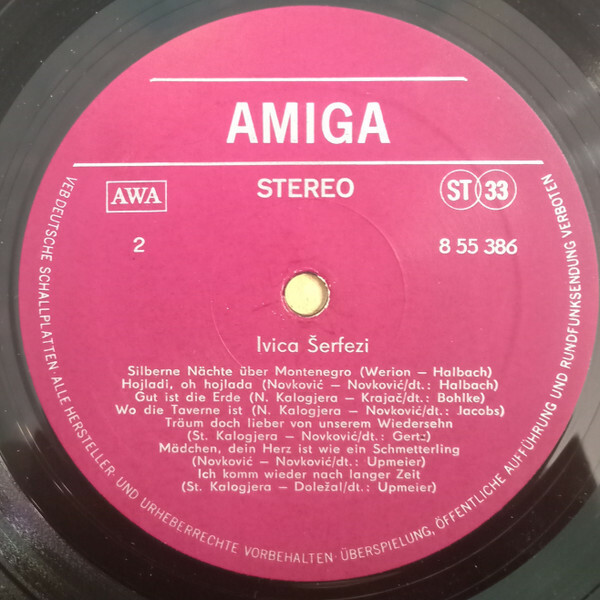 AMIGA
AWA
STEREO
ST 33
2
8 55 386
Ivica Šerfezi
Silberne Nächte über Montenegro (Werion – Halbach)
Hojladi, oh hojlada (Novković – Novković/dt.: Halbach)
Gut ist die Erde (N. Kalogjera – Krajač/dt.: Bohlke)
Wo die Taverne ist (N. Kalogjera – Novković/dt.: Jacobs)
Träum doch lieber von unserem Wiedersehn
(St. Kalogjera – Novković/dt.: Gertz)
Mädchen, dein Herz ist wie ein Schmetterling
(Novković – Novković/dt.: Upmeier)
Ich komm wieder nach langer Zeit
(St. Kalogjera – Doležal/dt.: Upmeier)
VEB DEUTSCHE SCHALLPLATTEN · ALLE HERSTELLER- UND URHEBERRECHTE VORBEHALTEN · ÜBERSPIELUNG, ÖFFENTLICHE AUFFÜHRUNG UND RUNDFUNKSENDUNG VERBOTEN